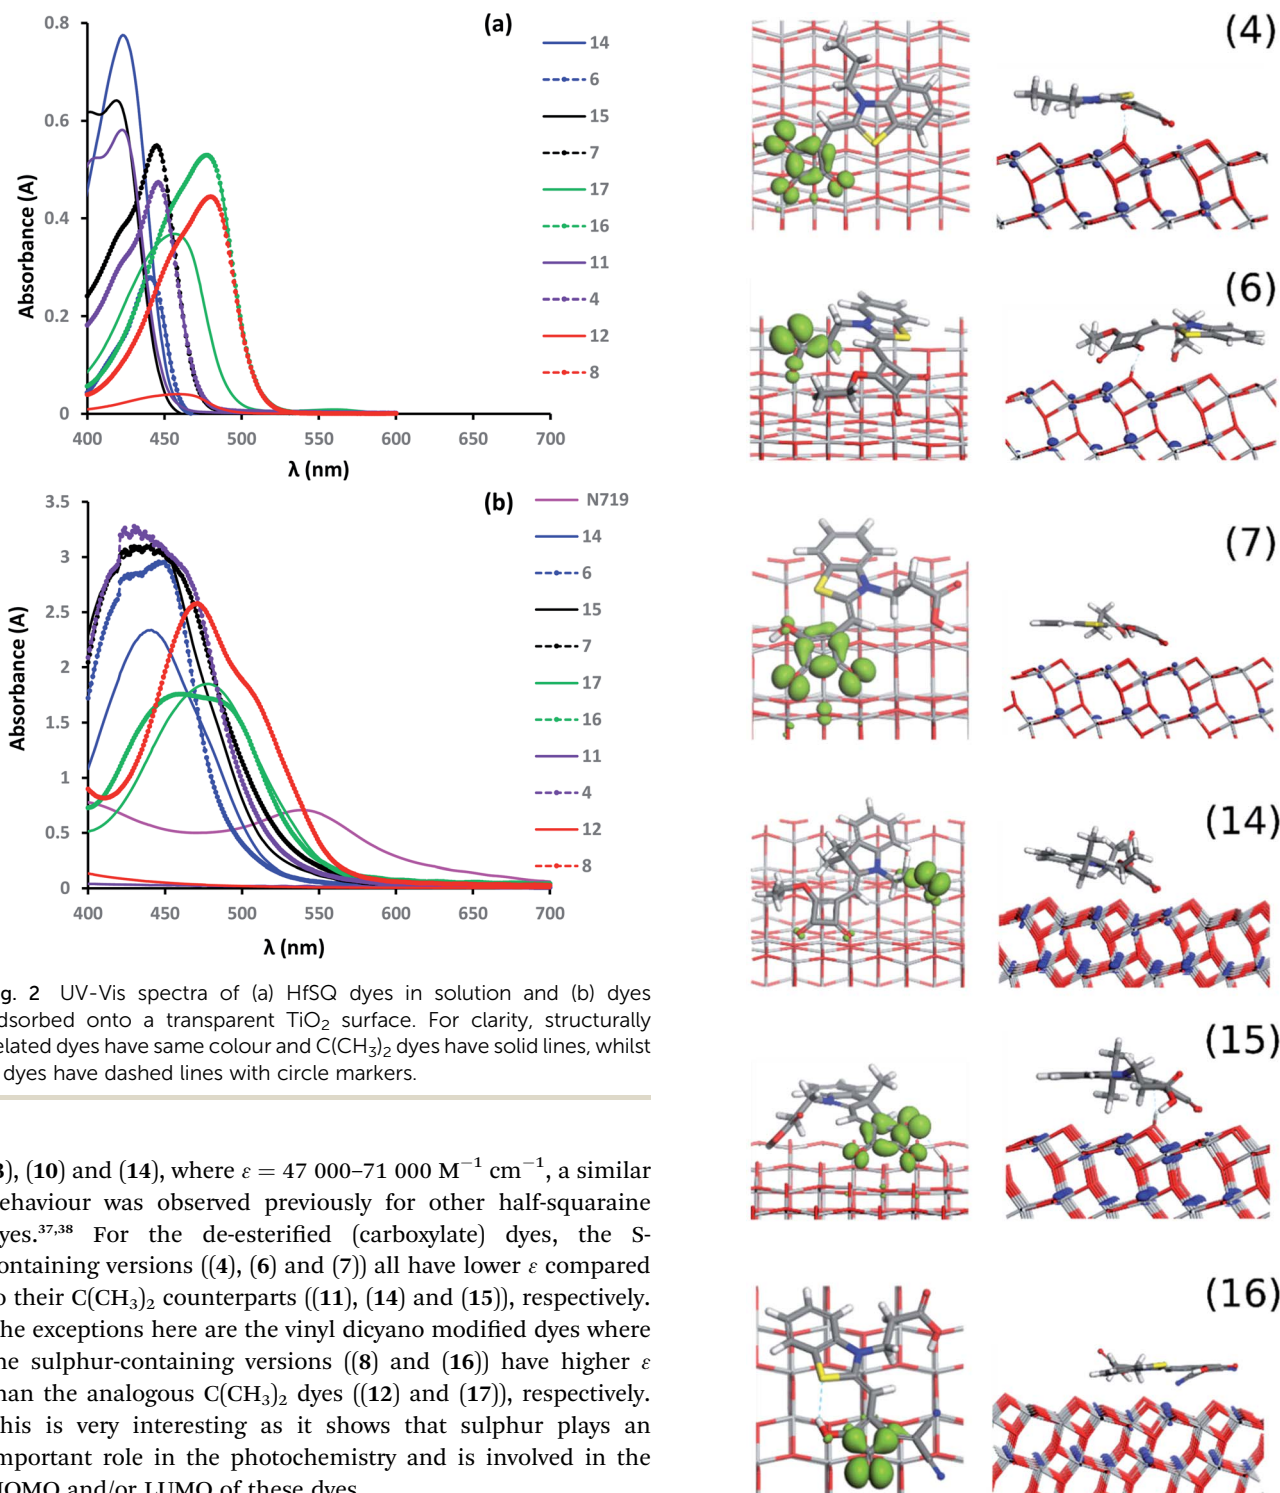 0.8
(a)
0.6
0.4
0.2
0
Absorbance (A)
400 450 500 550 600 650 700
λ (nm)
14
6
15
7
17
16
11
4
12
8
3.5
(b)
3
2.5
2
1.5
1
0.5
0
Absorbance (A)
400 450 500 550 600 650 700
λ (nm)
N719
14
6
15
7
17
16
11
4
12
8
g. 2 UV-Vis spectra of (a) HfSQ dyes in solution and (b) dyes
dsorbed onto a transparent TiO₂ surface. For clarity, structurally
elated dyes have same colour and C(CH₃)₂ dyes have solid lines, whilst
dyes have dashed lines with circle markers.
3), (10) and (14), where ε = 47 000–71 000 M⁻¹ cm⁻¹, a similar
ehaviour was observed previously for other half-squaraine
yes.³⁷,³⁸ For the de-esterified (carboxylate) dyes, the S-
ontaining versions ((4), (6) and (7)) all have lower ε compared
o their C(CH₃)₂ counterparts ((11), (14) and (15)), respectively.
he exceptions here are the vinyl dicyano modified dyes where
he sulphur-containing versions ((8) and (16)) have higher ε
han the analogous C(CH₃)₂ dyes ((12) and (17)), respectively.
his is very interesting as it shows that sulphur plays an
mportant role in the photochemistry and is involved in the
HOMO and/or LUMO of these dyes.
(4)
(6)
(7)
(14)
(15)
(16)